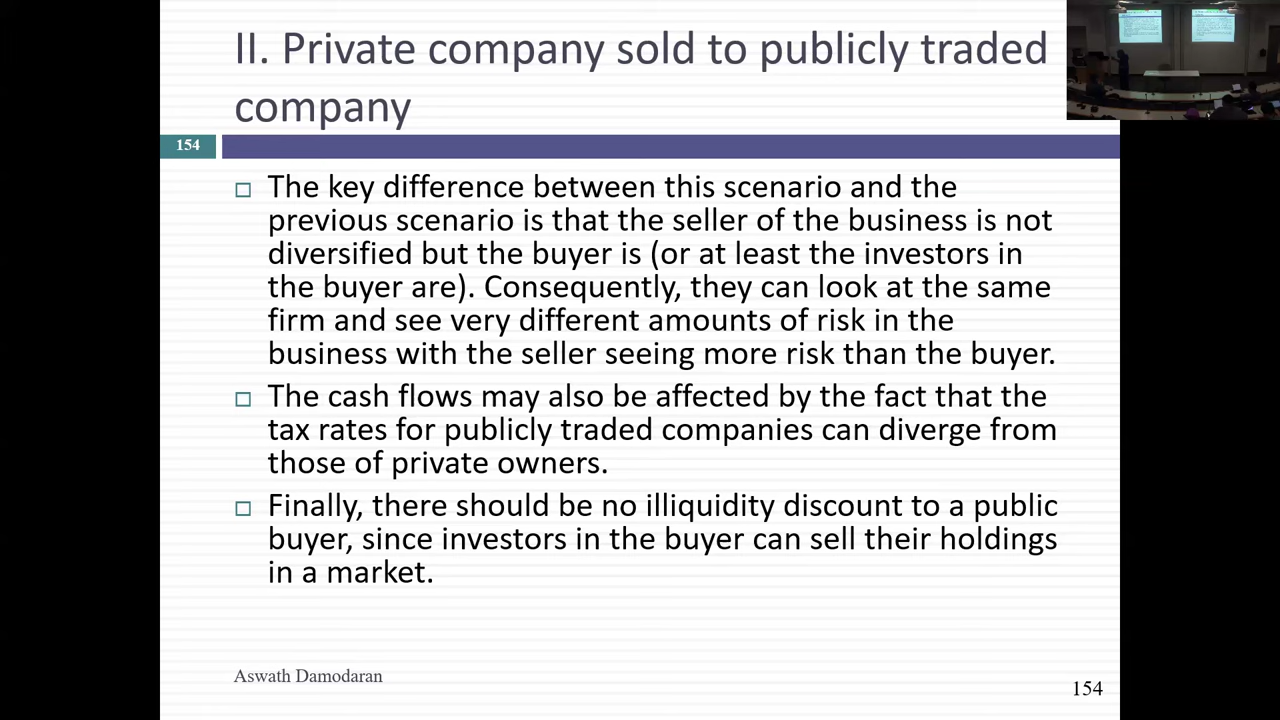 II. Private company sold to publicly traded
company
154
□ The key difference between this scenario and the
previous scenario is that the seller of the business is not
diversified but the buyer is (or at least the investors in
the buyer are). Consequently, they can look at the same
firm and see very different amounts of risk in the
business with the seller seeing more risk than the buyer.
□ The cash flows may also be affected by the fact that the
tax rates for publicly traded companies can diverge from
those of private owners.
□ Finally, there should be no illiquidity discount to a public
buyer, since investors in the buyer can sell their holdings
in a market.
Aswath Damodaran
154